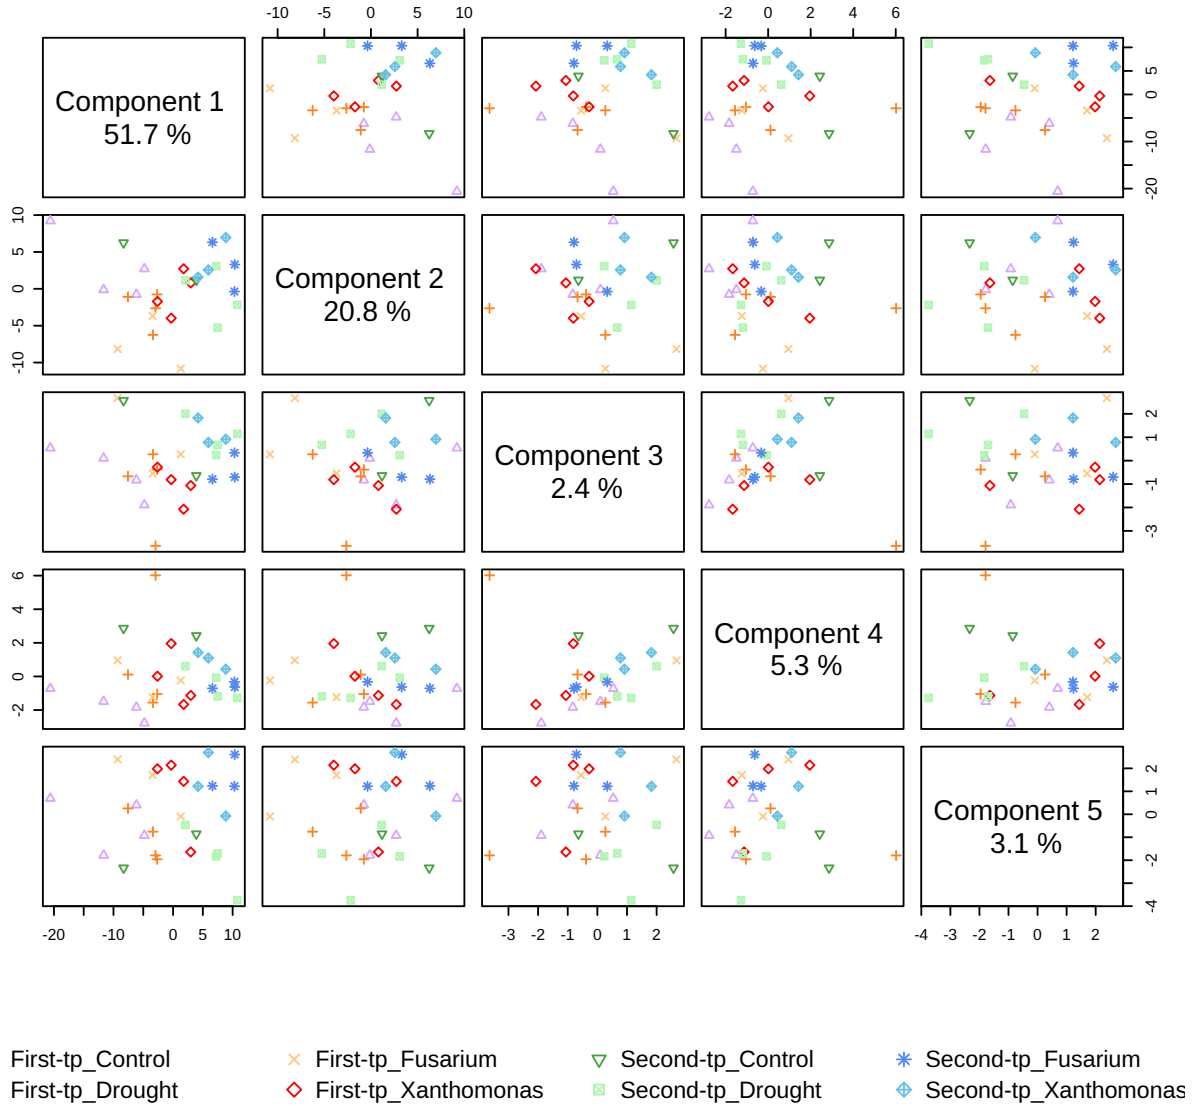 -10 -5 0 5 10 -2 0 2 4 6
Component 1
51.7 %
5 0 -10 -20
10 5 0 -5 -10
Component 2
20.8 %
Component 3
2.4 %
2 1 -1 -3
6 4 2 0 -2
Component 4
5.3 %
Component 5
3.1 %
2 1 0 -2 -4
-20 -10 0 5 10 -3 -2 -1 0 1 2 -4 -3 -2 -1 0 1 2
First-tp_Control First-tp_Fusarium Second-tp_Control Second-tp_Fusarium
First-tp_Drought First-tp_Xanthomonas Second-tp_Drought Second-tp_Xanthomonas